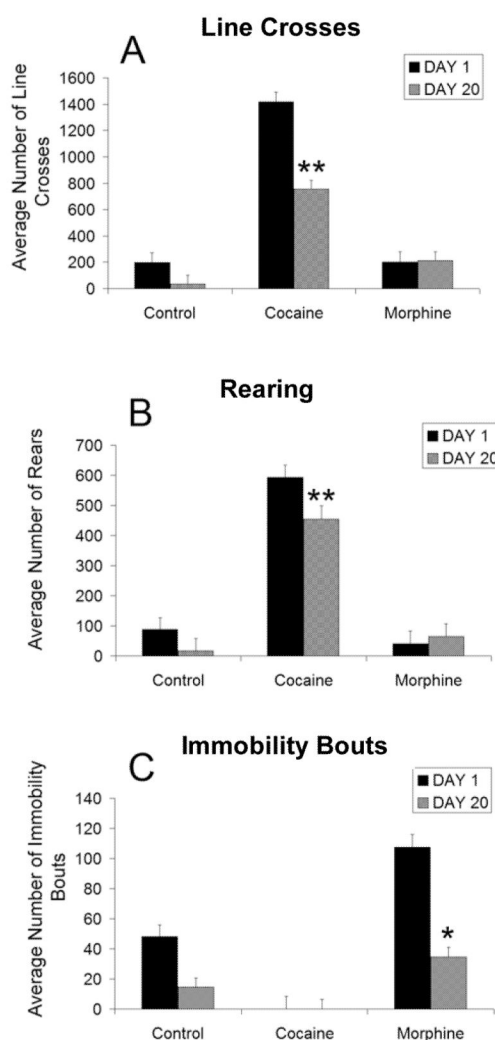 Line Crosses
A
DAY 1
DAY 20
Average Number of Line
Crosses
1600
1400
1200
1000
800
600
400
200
0
**
Control
Cocaine
Morphine
Rearing
B
DAY 1
DAY 20
Average Number of Rears
700
600
500
400
300
200
100
0
**
Control
Cocaine
Morphine
Immobility Bouts
C
DAY 1
DAY 20
Average Number of Immobility
Bouts
140
120
100
80
60
40
20
0
*
Control
Cocaine
Morphine